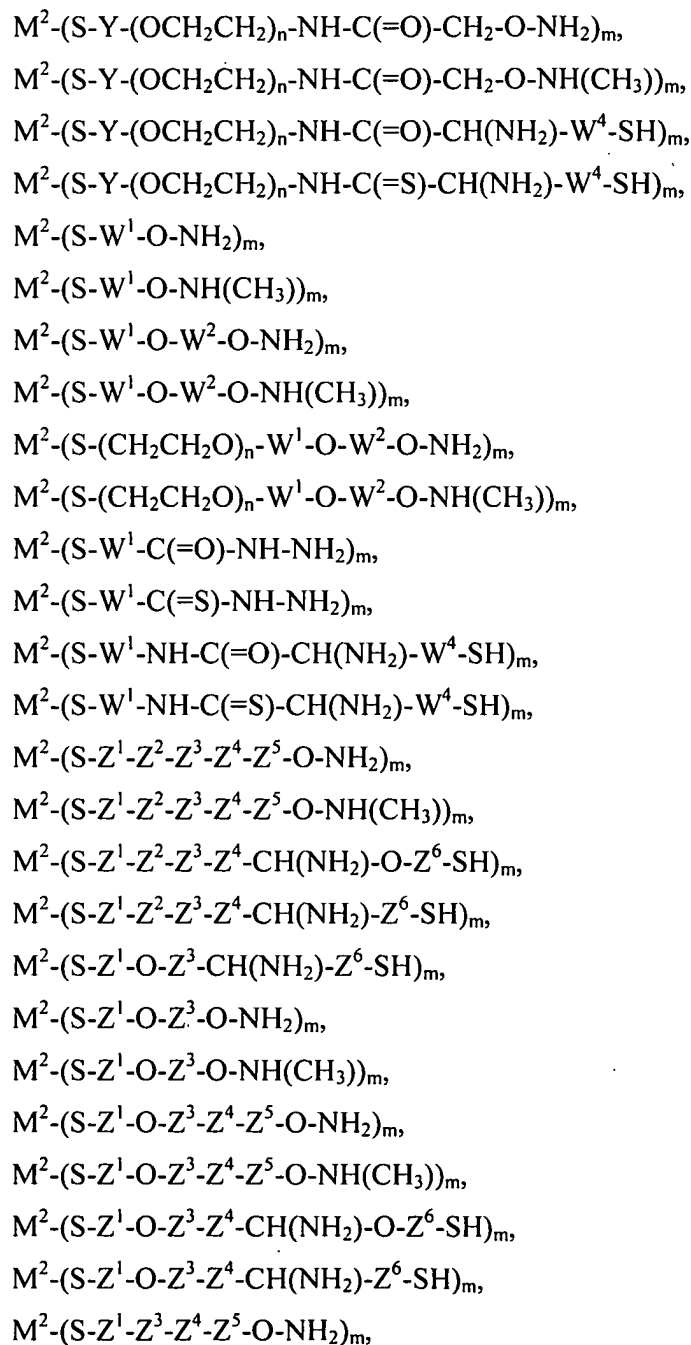 M²-(S-Y-(OCH₂CH₂)ₙ-NH-C(=O)-CH₂-O-NH₂)ₘ,
M²-(S-Y-(OCH₂CH₂)ₙ-NH-C(=O)-CH₂-O-NH(CH₃))ₘ,
M²-(S-Y-(OCH₂CH₂)ₙ-NH-C(=O)-CH(NH₂)-W⁴-SH)ₘ,
M²-(S-Y-(OCH₂CH₂)ₙ-NH-C(=S)-CH(NH₂)-W⁴-SH)ₘ,
M²-(S-W¹-O-NH₂)ₘ,
M²-(S-W¹-O-NH(CH₃))ₘ,
M²-(S-W¹-O-W²-O-NH₂)ₘ,
M²-(S-W¹-O-W²-O-NH(CH₃))ₘ,
M²-(S-(CH₂CH₂O)ₙ-W¹-O-W²-O-NH₂)ₘ,
M²-(S-(CH₂CH₂O)ₙ-W¹-O-W²-O-NH(CH₃))ₘ,
M²-(S-W¹-C(=O)-NH-NH₂)ₘ,
M²-(S-W¹-C(=S)-NH-NH₂)ₘ,
M²-(S-W¹-NH-C(=O)-CH(NH₂)-W⁴-SH)ₘ,
M²-(S-W¹-NH-C(=S)-CH(NH₂)-W⁴-SH)ₘ,
M²-(S-Z¹-Z²-Z³-Z⁴-Z⁵-O-NH₂)ₘ,
M²-(S-Z¹-Z²-Z³-Z⁴-Z⁵-O-NH(CH₃))ₘ,
M²-(S-Z¹-Z²-Z³-Z⁴-CH(NH₂)-O-Z⁶-SH)ₘ,
M²-(S-Z¹-Z²-Z³-Z⁴-CH(NH₂)-Z⁶-SH)ₘ,
M²-(S-Z¹-O-Z³-CH(NH₂)-Z⁶-SH)ₘ,
M²-(S-Z¹-O-Z³-O-NH₂)ₘ,
M²-(S-Z¹-O-Z³-O-NH(CH₃))ₘ,
M²-(S-Z¹-O-Z³-Z⁴-Z⁵-O-NH₂)ₘ,
M²-(S-Z¹-O-Z³-Z⁴-Z⁵-O-NH(CH₃))ₘ,
M²-(S-Z¹-O-Z³-Z⁴-CH(NH₂)-O-Z⁶-SH)ₘ,
M²-(S-Z¹-O-Z³-Z⁴-CH(NH₂)-Z⁶-SH)ₘ,
M²-(S-Z¹-Z³-Z⁴-Z⁵-O-NH₂)ₘ,